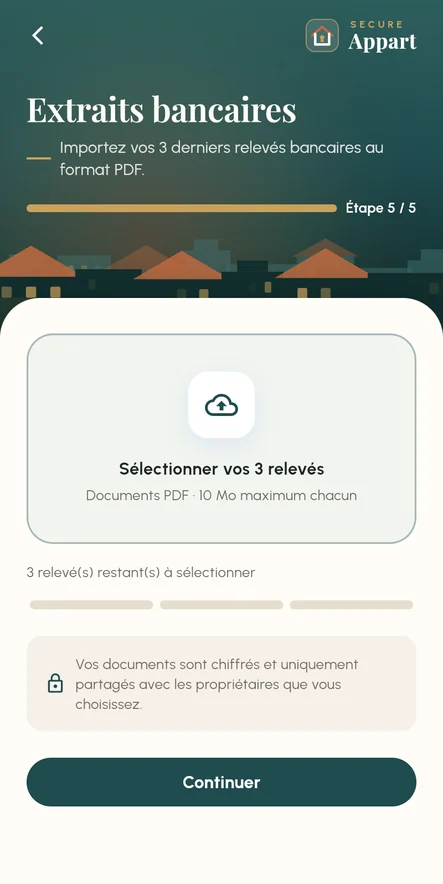 SECURE
Appart
Extraits bancaires
Importez vos 3 derniers relevés bancaires au
format PDF.
Étape 5 / 5
Sélectionner vos 3 relevés
Documents PDF · 10 Mo maximum chacun
3 relevé(s) restant(s) à sélectionner
Vos documents sont chiffrés et uniquement
partagés avec les propriétaires que vous
choisissez.
Continuer